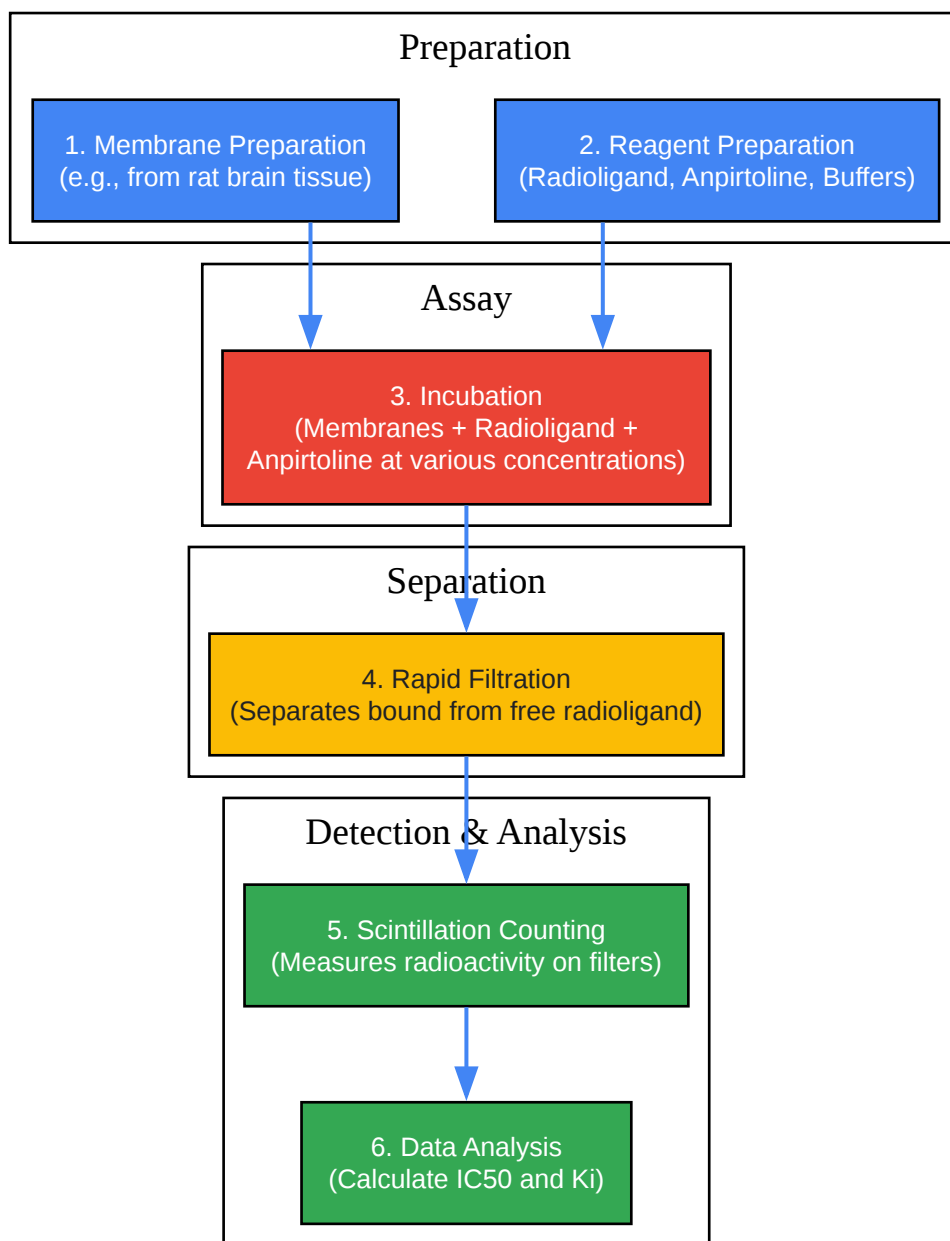 Preparation
1. Membrane Preparation
(e.g., from rat brain tissue)
2. Reagent Preparation
(Radioligand, Anpirtoline, Buffers)
Assay
3. Incubation
(Membranes + Radioligand +
Anpirtoline at various concentrations)
Separation
4. Rapid Filtration
(Separates bound from free radioligand)
Detection & Analysis
5. Scintillation Counting
(Measures radioactivity on filters)
6. Data Analysis
(Calculate IC50 and Ki)